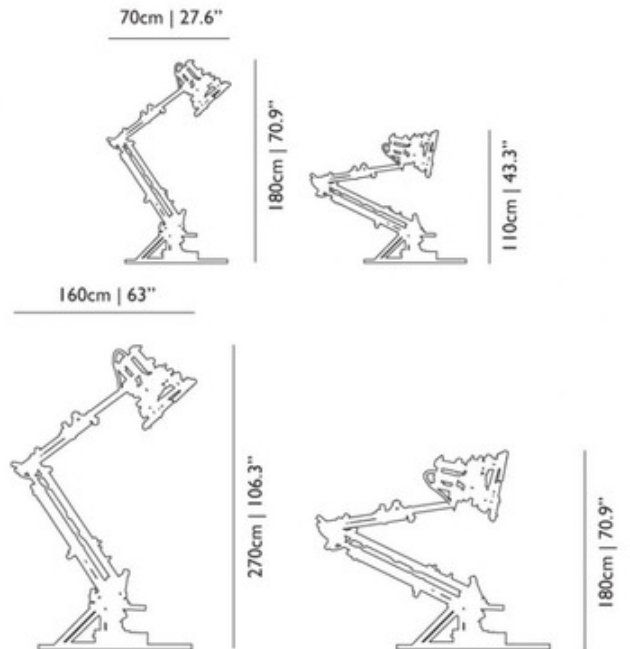 70cm | 27.6"
180cm | 70.9"
110cm | 43.3"
160cm | 63"
270cm | 106.3"
180cm | 70.9"